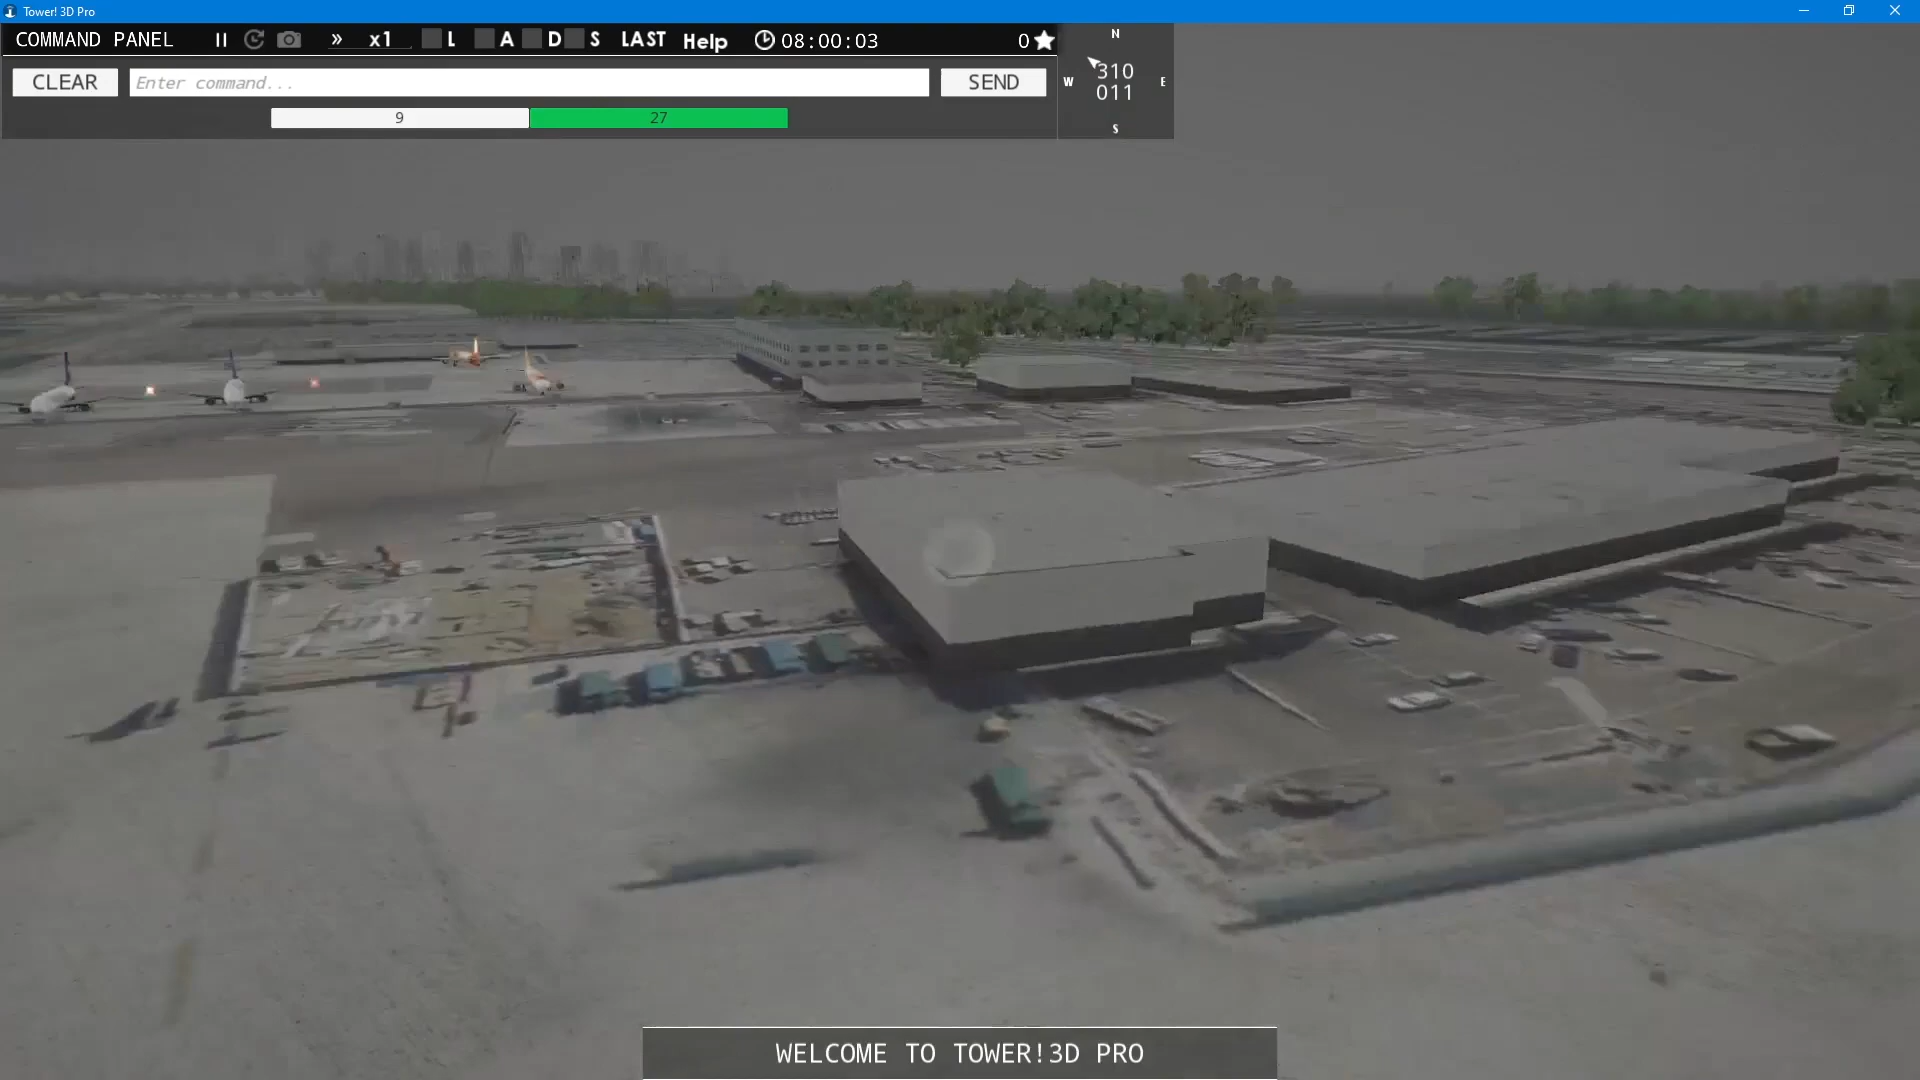 Tower! 3D Pro
COMMAND PANEL » x1 L A D S LAST Help 08:00:03 0
CLEAR Enter command... SEND
9 27
N
W 310 E
011
S
WELCOME TO TOWER!3D PRO